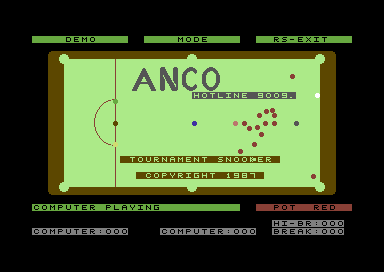 DEMO MODE RS-EXIT
ANCO
HOTLINE 9009.
TOURNAMENT SNOOKER
COPYRIGHT 1987
COMPUTER PLAYING POT RED
HI-BR:000
COMPUTER:000 COMPUTER:000 BREAK:000